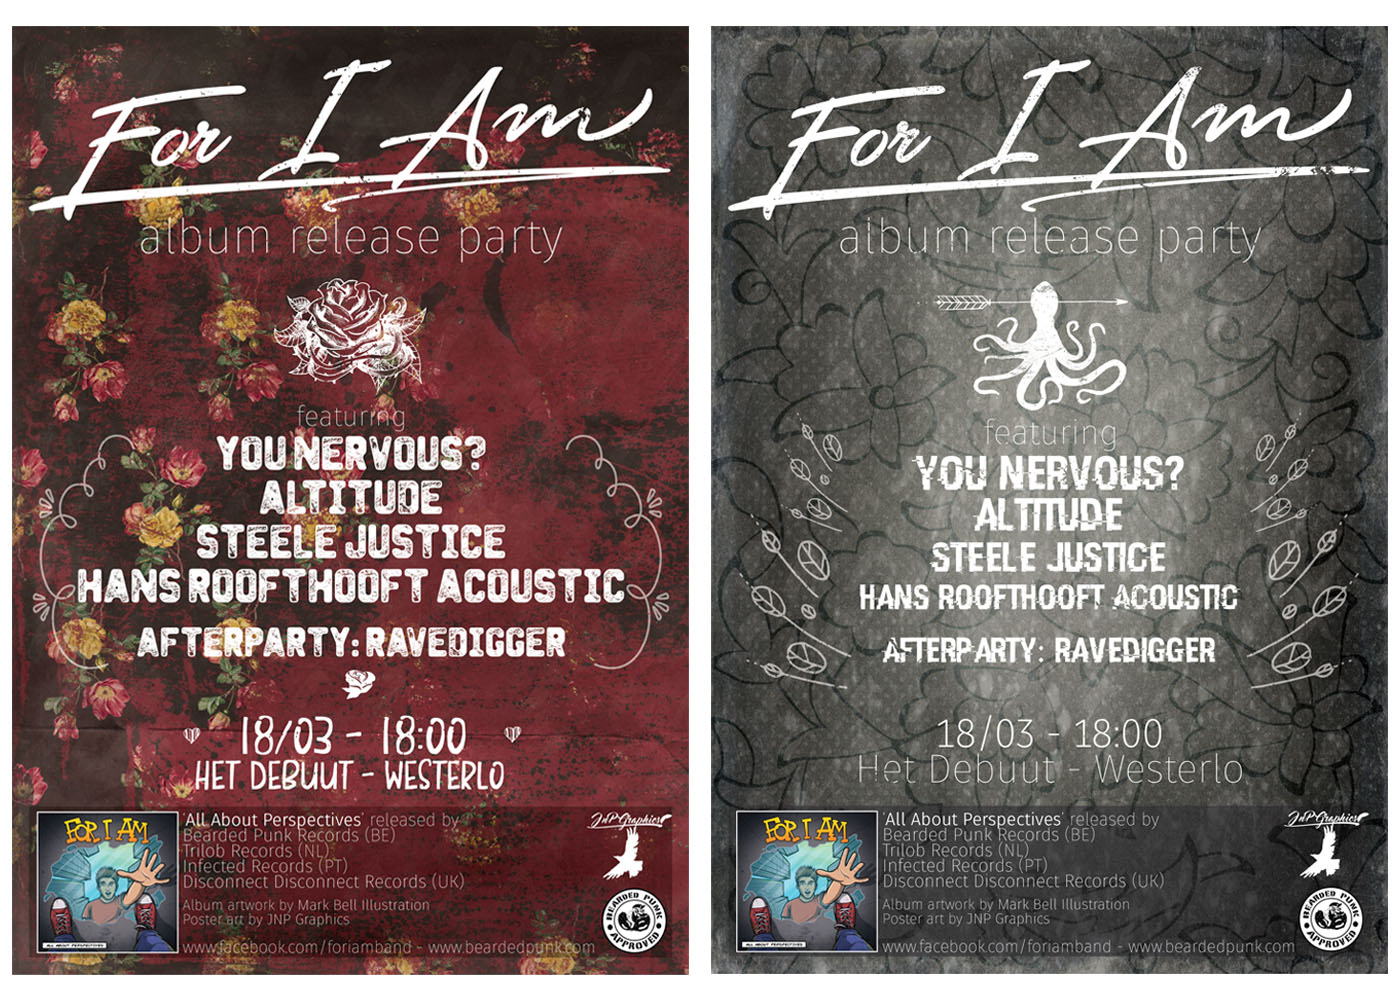 For I Am
album release party
featuring
YOU NERVOUS?
ALTITUDE
STEELE JUSTICE
HANS ROOFTHOOFT ACOUSTIC
AFTERPARTY: RAVEDIGGER
18/03 - 18:00
HET DEBUUT - WESTERLO
FOR I AM
ALL ABOUT PERSPECTIVES
'All About Perspectives' released by
Bearded Punk Records (BE)
Trilob Records (NL)
Infected Records (PT)
Disconnect Disconnect Records (UK)
Album artwork by Mark Bell Illustration
Poster art by JNP Graphics
www.facebook.com/foriamband - www.beardedpunk.com
JNP Graphics
BEARDED PUNK
APPROVED
For I Am
album release party
featuring
YOU NERVOUS?
ALTITUDE
STEELE JUSTICE
HANS ROOFTHOOFT ACOUSTIC
AFTERPARTY: RAVEDIGGER
18/03 - 18:00
Het Debuut - Westerlo
FOR I AM
ALL ABOUT PERSPECTIVES
'All About Perspectives' released by
Bearded Punk Records (BE)
Trilob Records (NL)
Infected Records (PT)
Disconnect Disconnect Records (UK)
Album artwork by Mark Bell Illustration
Poster art by JNP Graphics
www.facebook.com/foriamband - www.beardedpunk.com
JNP Graphics
BEARDED PUNK
APPROVED